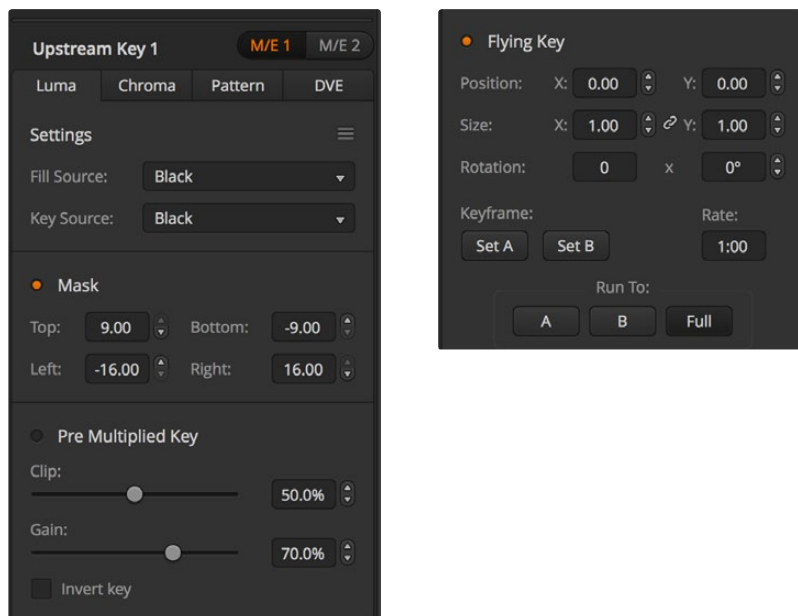 Upstream Key 1 M/E 1 M/E 2
Luma Chroma Pattern DVE
Settings
Fill Source: Black
Key Source: Black
Mask
Top: 9.00 Bottom: -9.00
Left: -16.00 Right: 16.00
Pre Multiplied Key
Clip:
50.0%
Gain:
70.0%
Invert key
Flying Key
Position: X: 0.00 Y: 0.00
Size: X: 1.00 Y: 1.00
Rotation: 0 x 0°
Keyframe: Rate:
Set A Set B 1:00
Run To:
A B Full